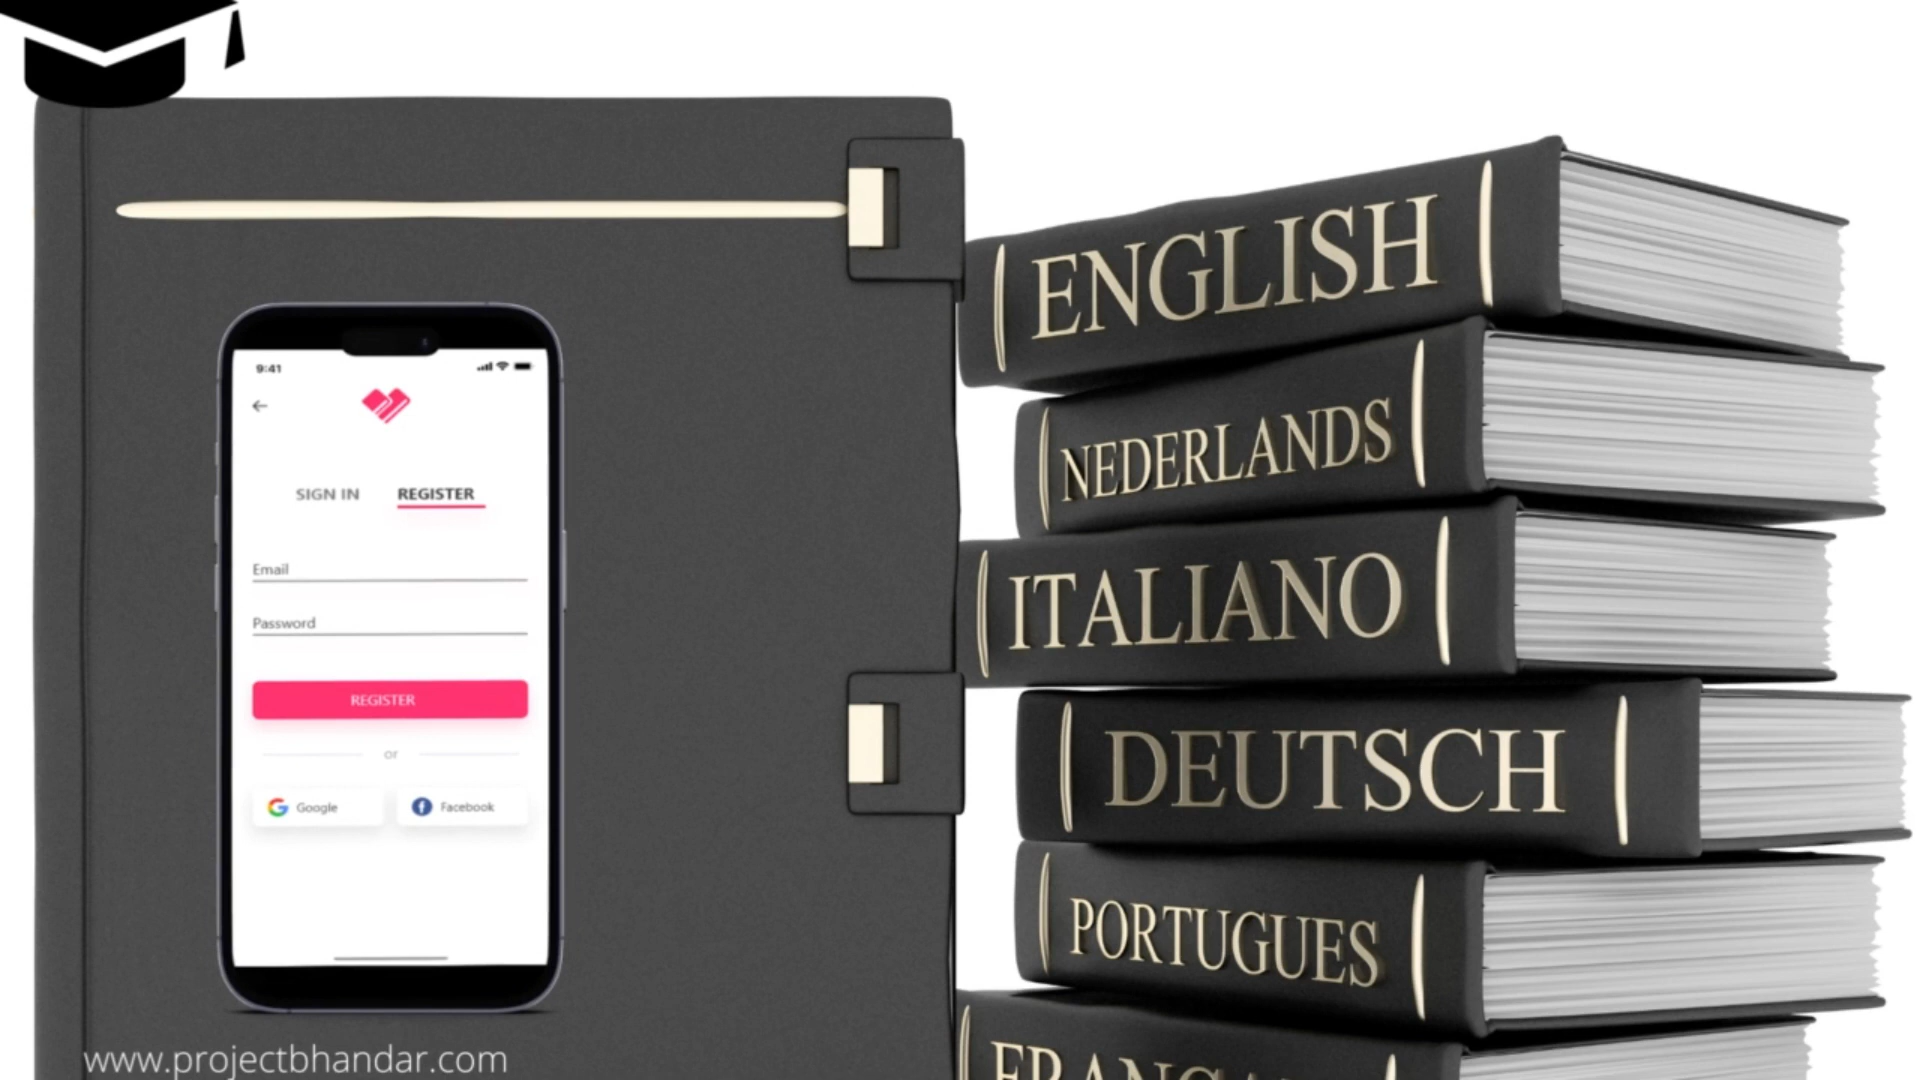 9:41
SIGN IN REGISTER
Email
Password
REGISTER
or
Google Facebook
www.projectbhandar.com
ENGLISH
NEDERLANDS
ITALIANO
DEUTSCH
PORTUGUES